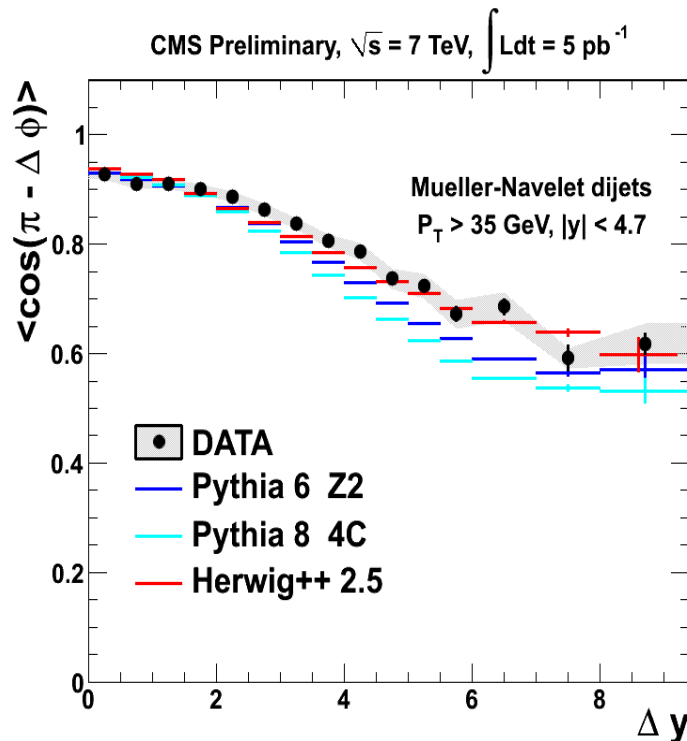 CMS Preliminary, √s = 7 TeV, ∫ Ldt = 5 pb⁻¹
<cos(π - Δ ϕ)>
1
0.8
0.6
0.4
0.2
0
Mueller-Navelet dijets
P_T > 35 GeV, |y| < 4.7
DATA
Pythia 6 Z2
Pythia 8 4C
Herwig++ 2.5
0 2 4 6 8
Δ y